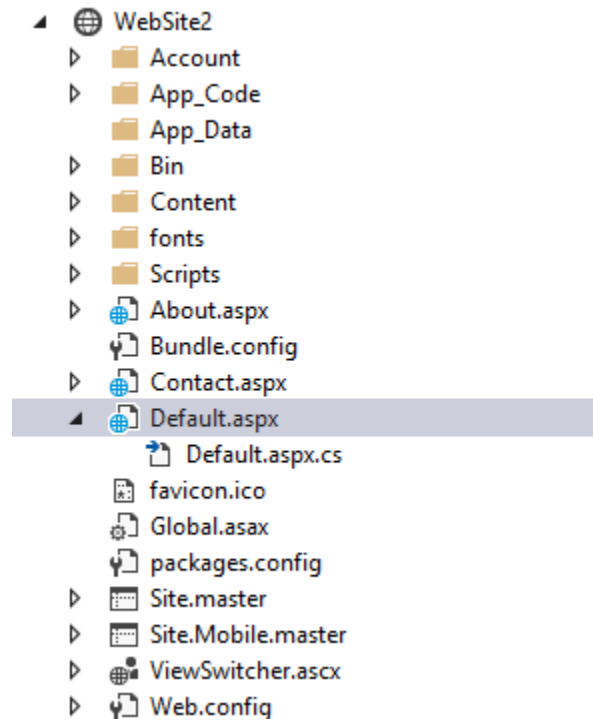 WebSite2
Account
App_Code
App_Data
Bin
Content
fonts
Scripts
About.aspx
Bundle.config
Contact.aspx
Default.aspx
Default.aspx.cs
favicon.ico
Global.asax
packages.config
Site.master
Site.Mobile.master
ViewSwitcher.ascx
Web.config